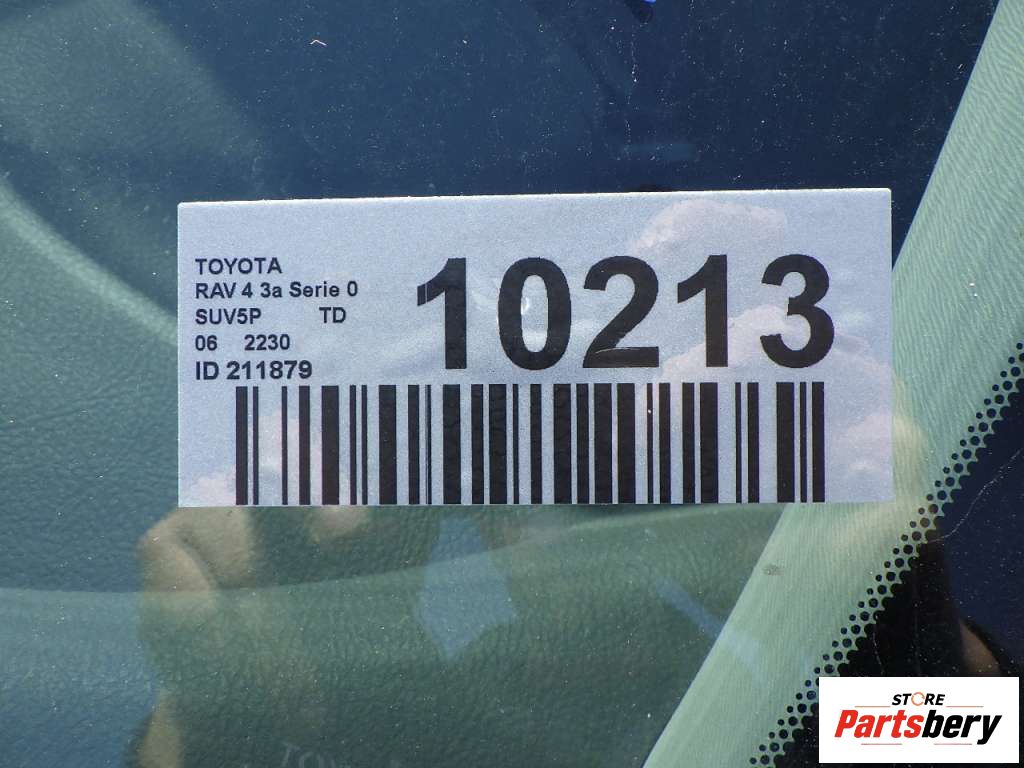 TOYOTA
RAV 4 3a Serie 0
SUV5P TD
06 2230
ID 211879
10213
STORE
Partsbery